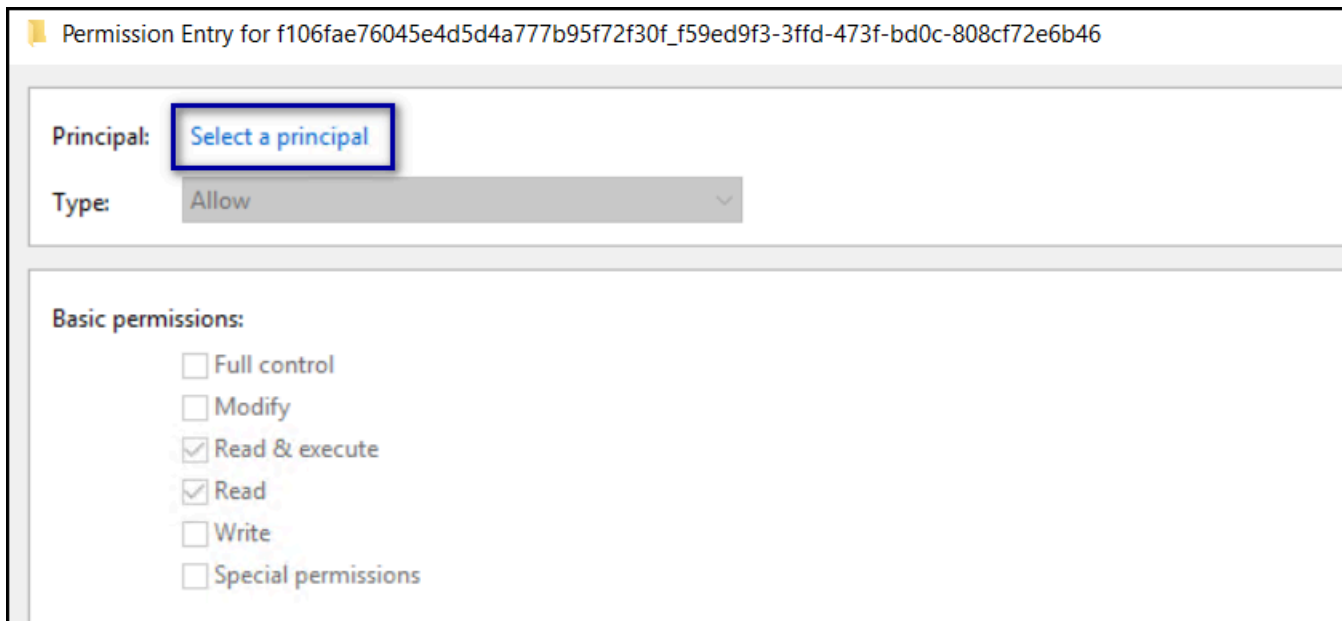 Permission Entry for f106fae76045e4d5d4a777b95f72f30f_f59ed9f3-3ffd-473f-bd0c-808cf72e6b46
Principal: Select a principal
Type: Allow
Basic permissions:
Full control
Modify
Read & execute
Read
Write
Special permissions